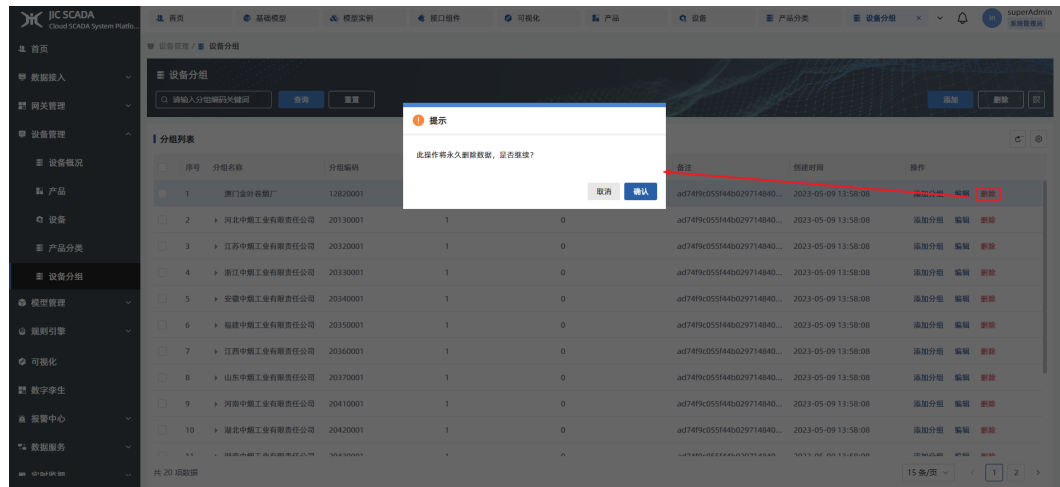 JIC SCADA
Cloud SCADA System Platfo...
首页
基础模型
模型实例
接口组件
可视化
产品
设备
产品分类
设备分组
superAdmin
系统管理员
首页
数据接入
网关管理
设备管理
设备概况
产品
设备
产品分类
设备分组
模型管理
规则引擎
可视化
数字孪生
报警中心
数据服务
设备管理 / 设备分组
设备分组
请输入分组编码关键词
查询
重置
添加
删除
分组列表
提示
此操作将永久删除数据，是否继续？
取消
确认
序号 分组名称 分组编码 备注 创建时间 操作
1 澳门金叶卷烟厂 12820001 ad74f9c055f44b029714840... 2023-05-09 13:58:08 添加分组 编辑 删除
2 河北中烟工业有限责任公司 20130001 1 0 ad74f9c055f44b029714840... 2023-05-09 13:58:08 添加分组 编辑 删除
3 江苏中烟工业有限责任公司 20320001 1 0 ad74f9c055f44b029714840... 2023-05-09 13:58:08 添加分组 编辑 删除
4 浙江中烟工业有限责任公司 20330001 1 0 ad74f9c055f44b029714840... 2023-05-09 13:58:08 添加分组 编辑 删除
5 安徽中烟工业有限责任公司 20340001 1 0 ad74f9c055f44b029714840... 2023-05-09 13:58:08 添加分组 编辑 删除
6 福建中烟工业有限责任公司 20350001 1 0 ad74f9c055f44b029714840... 2023-05-09 13:58:08 添加分组 编辑 删除
7 江西中烟工业有限责任公司 20360001 1 0 ad74f9c055f44b029714840... 2023-05-09 13:58:08 添加分组 编辑 删除
8 山东中烟工业有限责任公司 20370001 1 0 ad74f9c055f44b029714840... 2023-05-09 13:58:08 添加分组 编辑 删除
9 河南中烟工业有限责任公司 20410001 1 0 ad74f9c055f44b029714840... 2023-05-09 13:58:08 添加分组 编辑 删除
10 湖北中烟工业有限责任公司 20420001 1 0 ad74f9c055f44b029714840... 2023-05-09 13:58:08 添加分组 编辑 删除
共 20 项数据
15 条/页
1
2